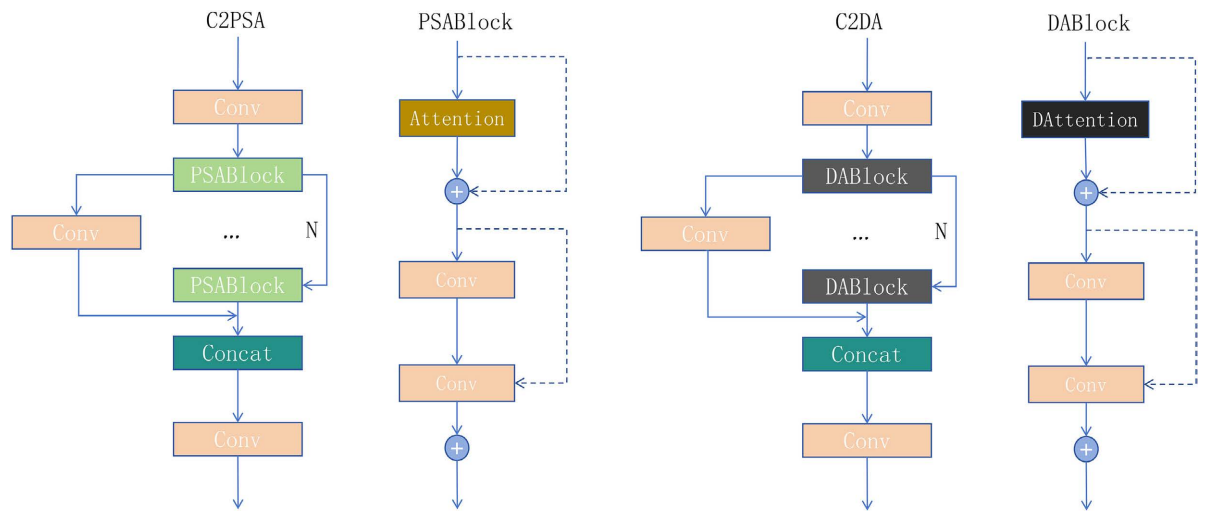 C2PSA
Conv
PSABlock
Conv
...
N
PSABlock
Concat
Conv
PSABlock
Attention
+
Conv
Conv
+
C2DA
Conv
DABlock
Conv
...
N
DABlock
Concat
Conv
DABlock
DAttention
+
Conv
Conv
+